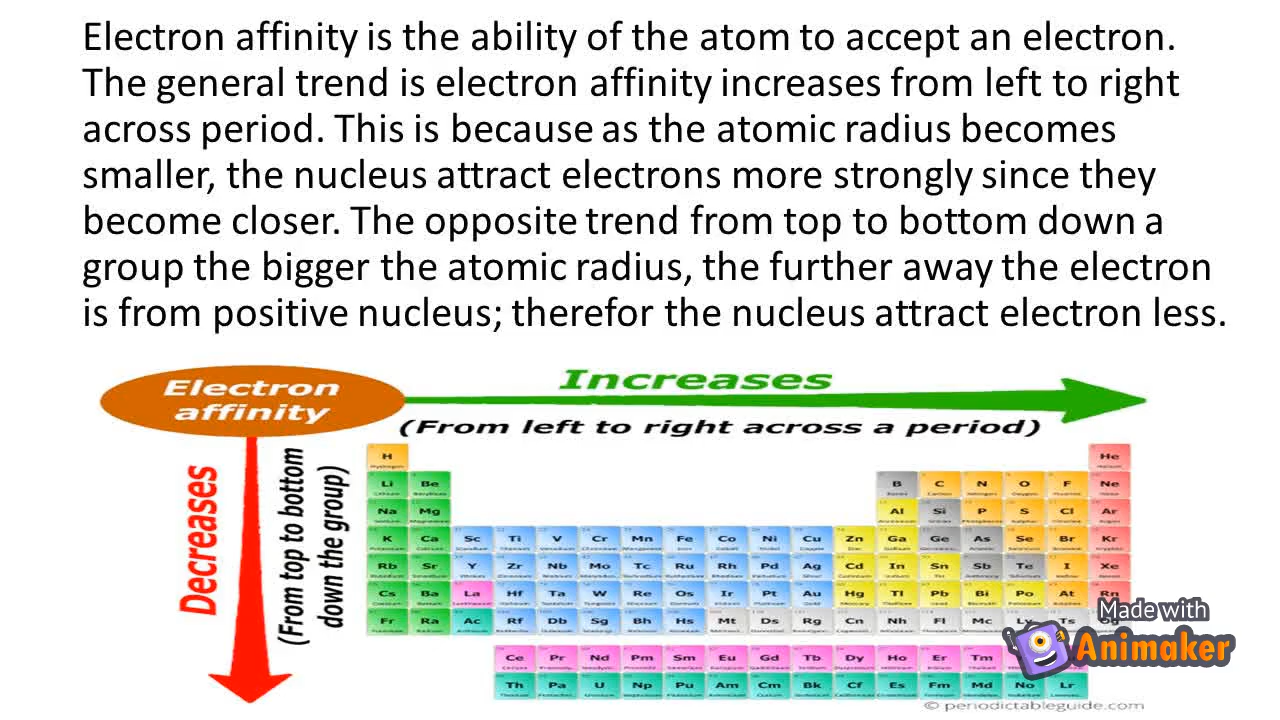 Electron affinity is the ability of the atom to accept an electron.
The general trend is electron affinity increases from left to right
across period. This is because as the atomic radius becomes
smaller, the nucleus attract electrons more strongly since they
become closer. The opposite trend from top to bottom down a
group the bigger the atomic radius, the further away the electron
is from positive nucleus; therefor the nucleus attract electron less.
Electron
affinity
Increases
(From left to right across a period)
Decreases
(From top to bottom
down the group)
H He
Li Be B C N O F Ne
Na Mg Al Si P S Cl Ar
K Ca Sc Ti V Cr Mn Fe Co Ni Cu Zn Ga Ge As Se Br Kr
Rb Sr Y Zr Nb Mo Tc Ru Rh Pd Ag Cd In Sn Sb Te I Xe
Cs Ba La Hf Ta W Re Os Ir Pt Au Hg Tl Pb Bi Po At Rn
Fr Ra Ac Rf Db Sg Bh Hs Mt Ds Rg Cn Nh Fl Mc Ts
Ce Pr Nd Pm Sm Eu Gd Tb Dy Ho Er Tm
Th Pa U Np Pu Am Cm Bk Cf Es Fm Md No Lr
Made with
Animaker
© periodictableguide.com